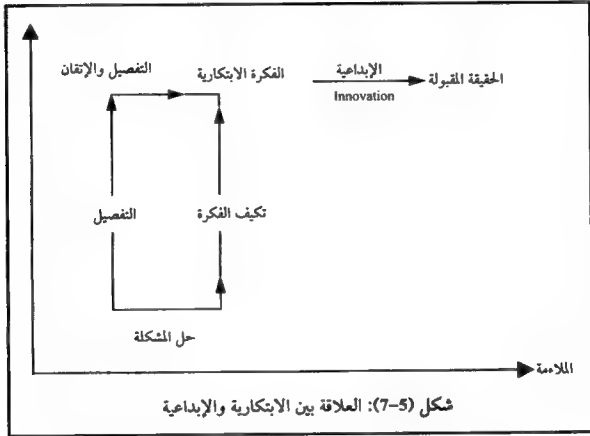 التفصيل والإتقان
الفكرة الابتكارية
الإبداعية
Innovation
الحقيقة المقبولة
التفصيل
تكيف الفكرة
حل المشكلة
الملاءمة
شكل (5-7): العلاقة بين الابتكارية والإبداعية